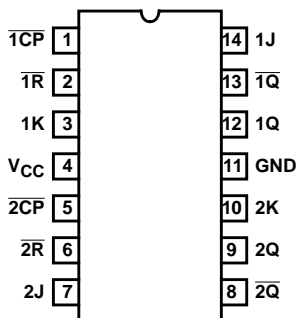 1CP 1 14 1J
1R 2 13 1Q
1K 3 12 1Q
VCC 4 11 GND
2CP 5 10 2K
2R 6 9 2Q
2J 7 8 2Q